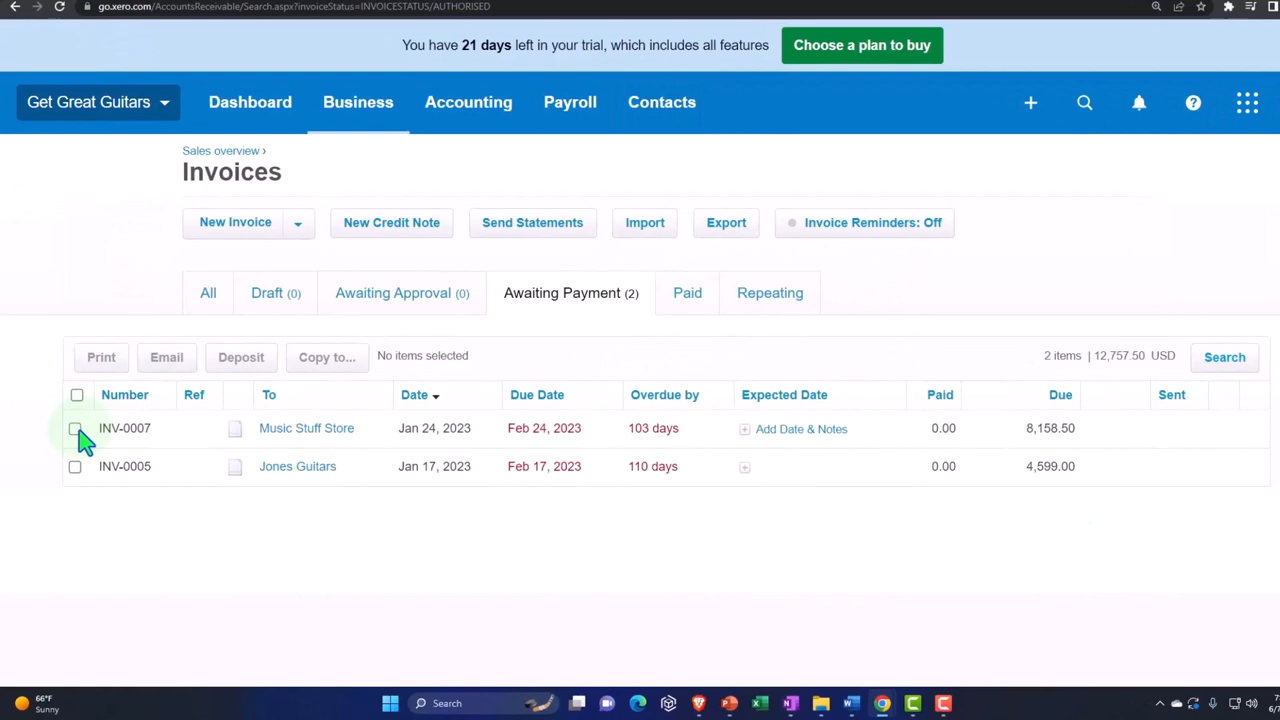 go.xero.com/AccountsReceivable/Search.aspx?invoiceStatus=INVOICESTATUS/AUTHORISED
You have 21 days left in your trial, which includes all features Choose a plan to buy
Get Great Guitars Dashboard Business Accounting Payroll Contacts
Sales overview ›
Invoices
New Invoice New Credit Note Send Statements Import Export Invoice Reminders: Off
All Draft (0) Awaiting Approval (0) Awaiting Payment (2) Paid Repeating
Print Email Deposit Copy to... No items selected 2 items | 12,757.50 USD Search
Number Ref To Date Due Date Overdue by Expected Date Paid Due Sent
INV-0007 Music Stuff Store Jan 24, 2023 Feb 24, 2023 103 days Add Date & Notes 0.00 8,158.50
INV-0005 Jones Guitars Jan 17, 2023 Feb 17, 2023 110 days 0.00 4,599.00
66°F
Sunny
Search